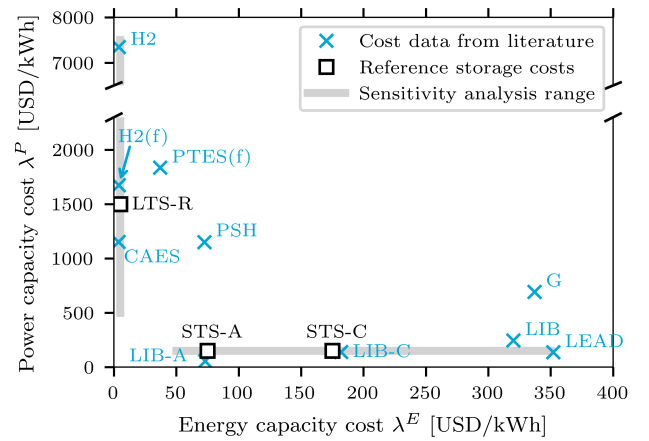 8000
7000
2000
1500
1000
500
0
Power capacity cost λ^P [USD/kWh]
Cost data from literature
Reference storage costs
Sensitivity analysis range
H2
H2(f)
PTES(f)
LTS-R
PSH
CAES
G
STS-A
STS-C
LIB
LIB-A
LIB-C
LEAD
0 50 100 150 200 250 300 350 400
Energy capacity cost λ^E [USD/kWh]